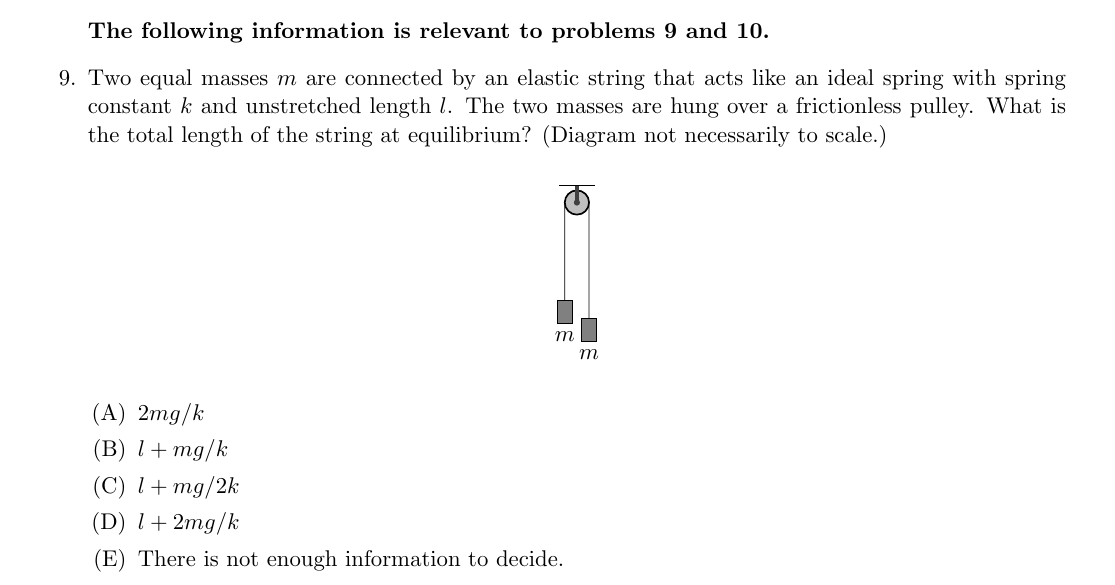 The following information is relevant to problems 9 and 10.
9. Two equal masses m are connected by an elastic string that acts like an ideal spring with spring
constant k and unstretched length l. The two masses are hung over a frictionless pulley. What is
the total length of the string at equilibrium? (Diagram not necessarily to scale.)
m
m
(A) 2mg/k
(B) l + mg/k
(C) l + mg/2k
(D) l + 2mg/k
(E) There is not enough information to decide.